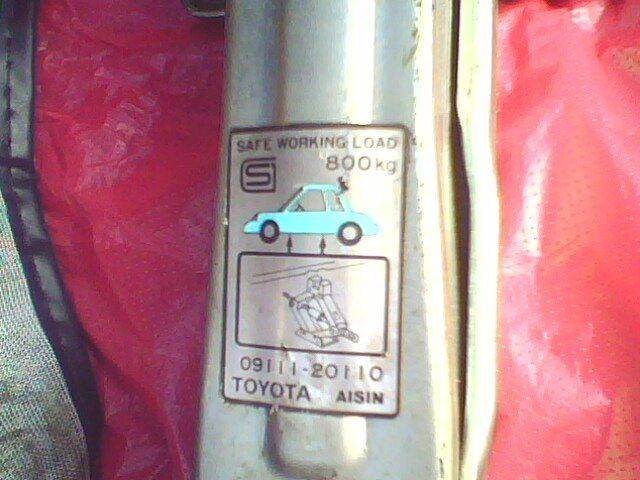 SAFE WORKING LOAD
800kg
S
09111-20110
TOYOTA AISIN